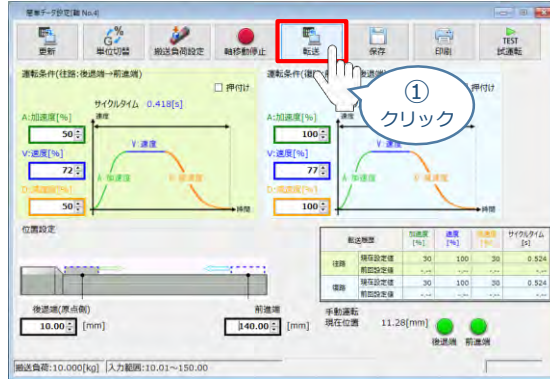 簡単データ設定[軸 No.4]
更新 単位切替 搬送負荷設定 軸移動停止 転送 保存 印刷 TEST 試運転
運転条件(往路:後退端→前進端) 押付け
サイクルタイム 0.418[s]
A:加速度[%] 速度
50
V:速度[%] V:速度
72
D:減速度[%] A:加速度 D:減速度
50 時間
運転条件(復路: 後退端) 押付け
① クリック
A:加速度[%] 速度
100
V:速度[%] V:速度
77
D:減速度[%] A:加速度 D:減速度
100 時間
位置設定
後退端(原点側) 前進端
10.00 [mm] 140.00 [mm]
転送履歴 加速度[%] 速度[%] 減速度[%] サイクルタイム[s]
往路 現在設定値 30 100 30 0.524
前回設定値 -.-- -.-- -.-- -.--
復路 現在設定値 30 100 30 0.524
前回設定値 -.-- -.-- -.-- -.--
手動運転
現在位置 11.28[mm]
後退端 前進端
搬送負荷:10.000[kg] 入力範囲:10.01~150.00